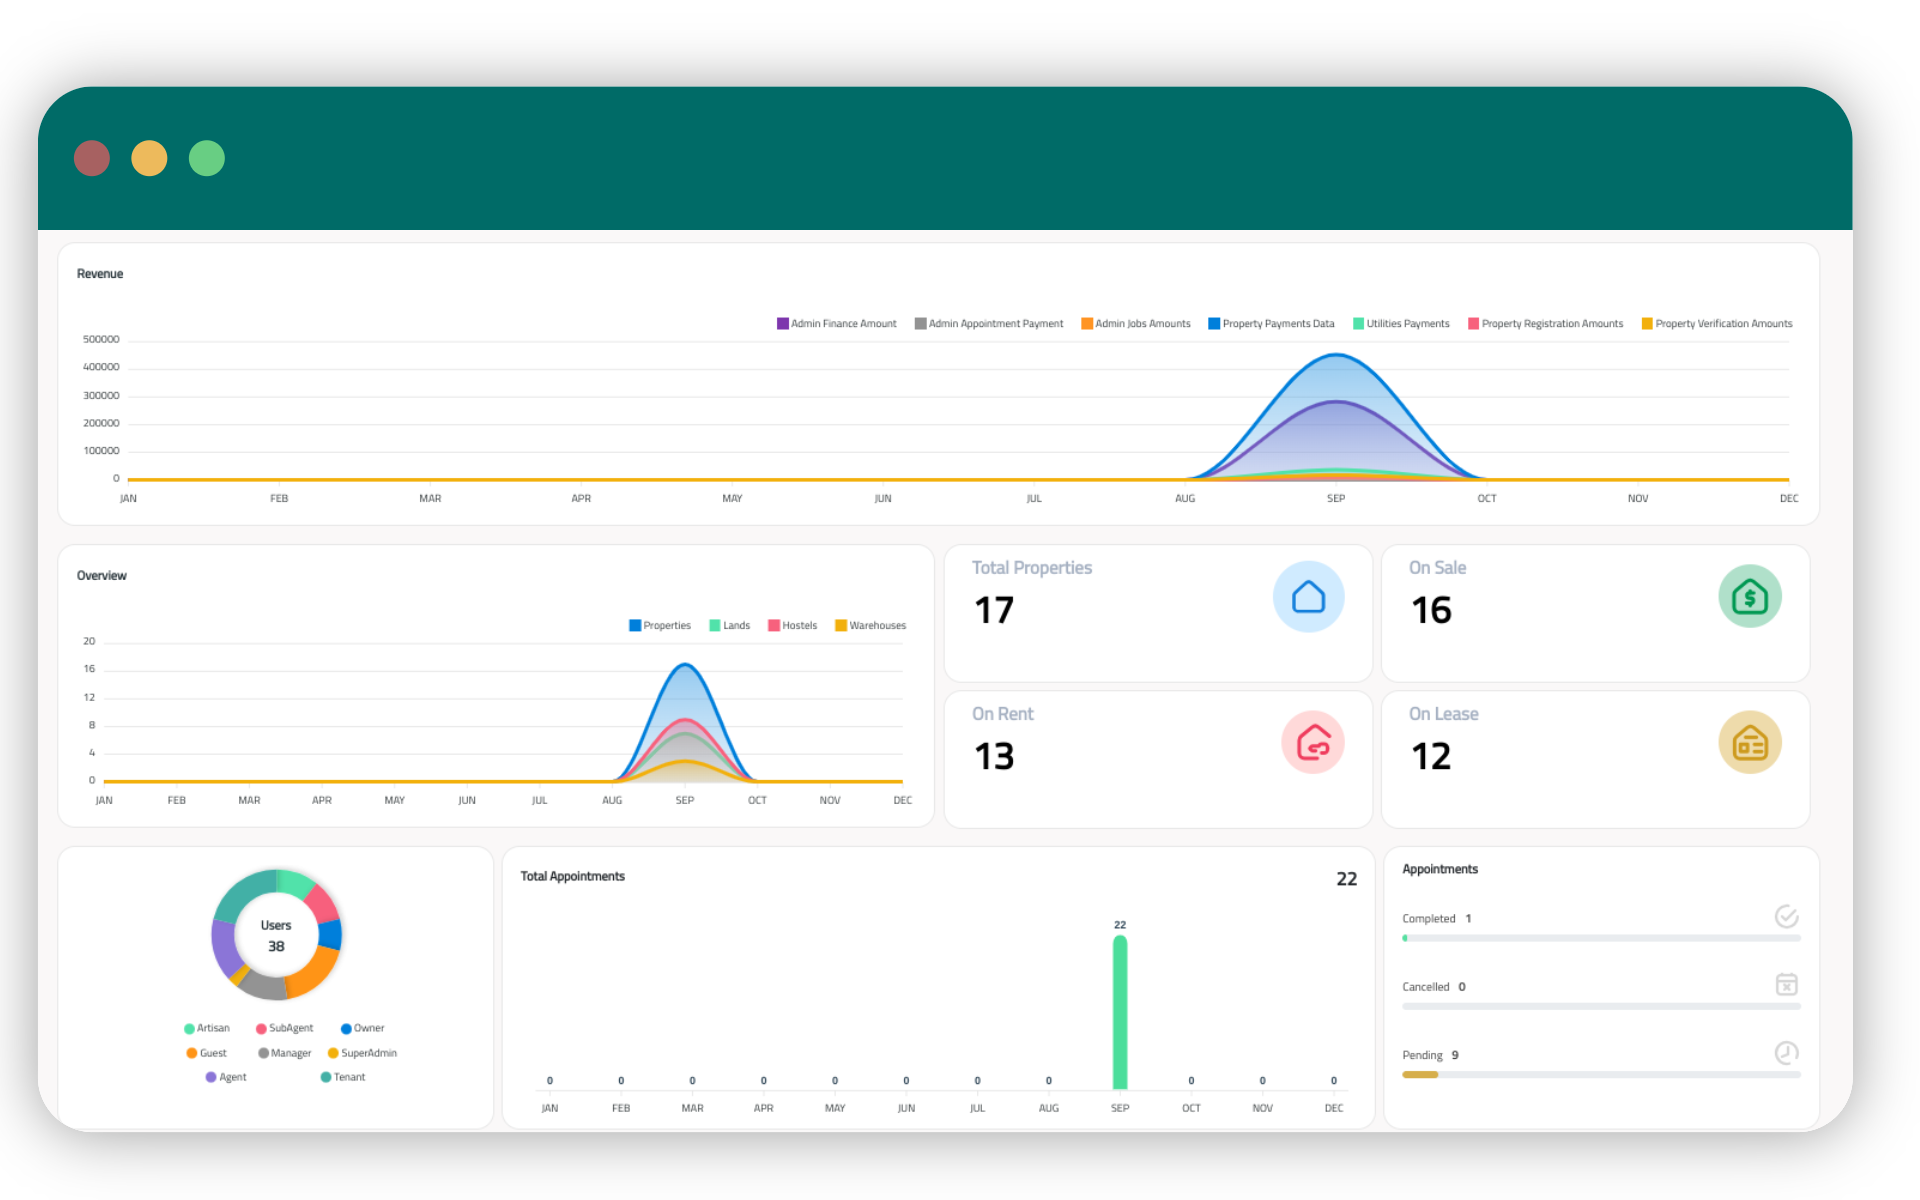 Revenue
Admin Finance Amount Admin Appointment Payment Admin Jobs Amounts Property Payments Data Utilities Payments Property Registration Amounts Property Verification Amounts
500000
400000
300000
200000
100000
0
JAN FEB MAR APR MAY JUN JUL AUG SEP OCT NOV DEC
Overview
Properties Lands Hostels Warehouses
20
16
12
8
4
0
JAN FEB MAR APR MAY JUN JUL AUG SEP OCT NOV DEC
Total Properties
17
On Sale
16
On Rent
13
On Lease
12
Users
38
Artisan SubAgent Owner
Guest Manager SuperAdmin
Agent Tenant
Total Appointments 22
22
0 0 0 0 0 0 0 0 0 0 0
JAN FEB MAR APR MAY JUN JUL AUG SEP OCT NOV DEC
Appointments
Completed 1
Cancelled 0
Pending 9